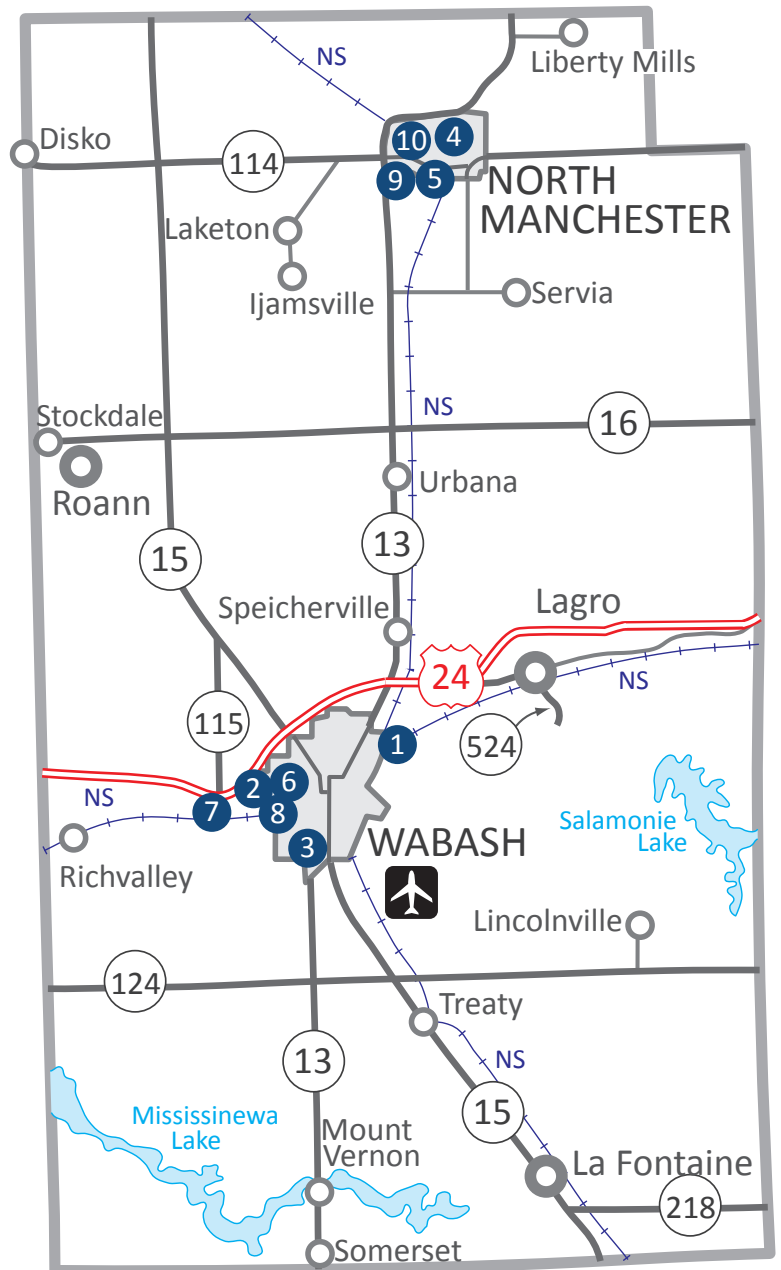 NS
Liberty Mills
Disko
114
10
4
9
5
NORTH
MANCHESTER
Laketon
Ijamsville
Servia
NS
Stockdale
16
Roann
Urbana
15
13
Speicherville
Lagro
24
NS
115
1
524
NS
2
6
7
8
3
WABASH
Salamonie
Lake
Richvalley
Lincolnville
124
Treaty
13
NS
15
Mississinewa
Lake
Mount
Vernon
La Fontaine
218
Somerset